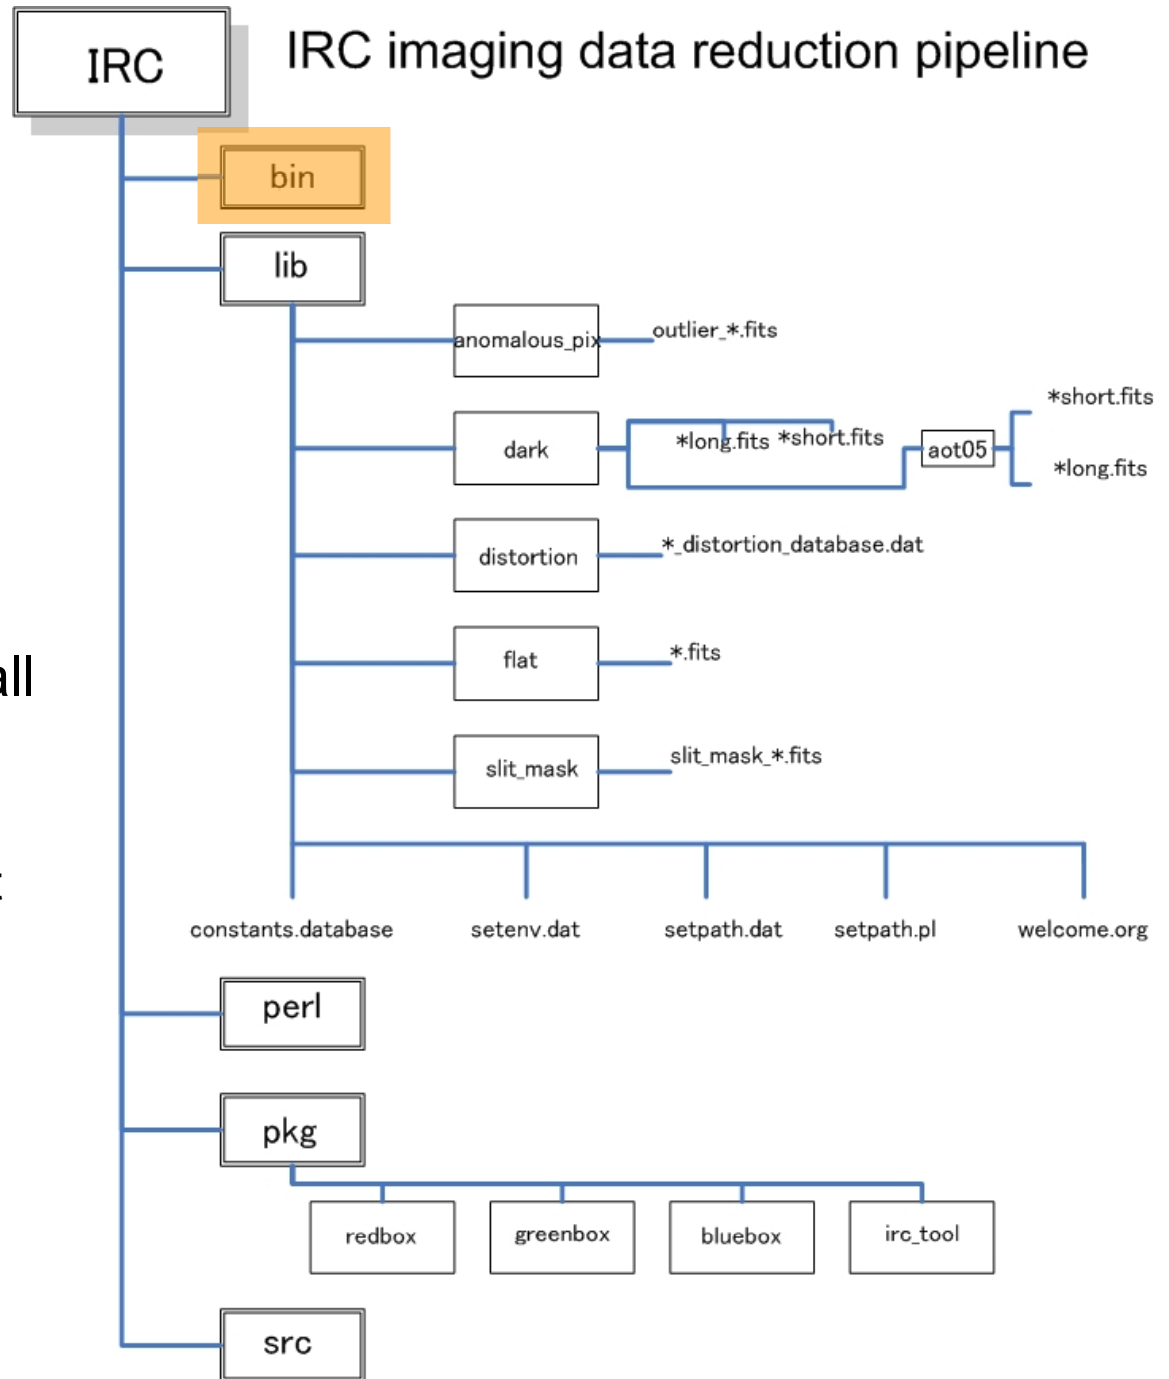 IRC
IRC imaging data reduction pipeline
bin
lib
anomalous_pix
outlier_*.fits
dark
*long.fits
*short.fits
aot05
*short.fits
*long.fits
distortion
*_distortion_database.dat
flat
*.fits
all
slit_mask
slit_mask_*.fits
constants.database
setenv.dat
setpath.dat
setpath.pl
welcome.org
perl
pkg
redbox
greenbox
bluebox
irc_tool
src